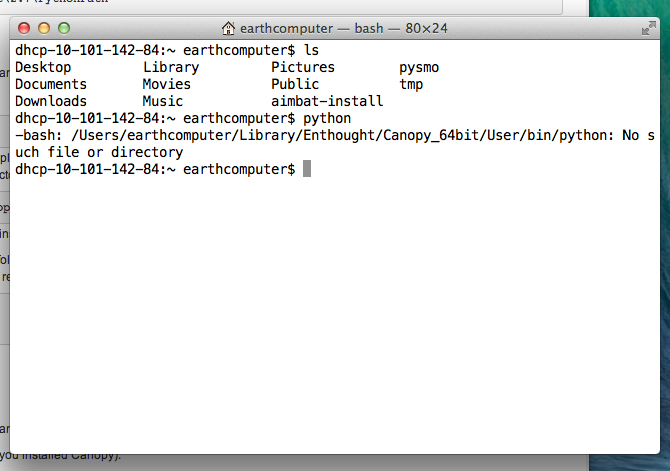 earthcomputer — bash — 80×24
dhcp-10-101-142-84:~ earthcomputer$ ls
Desktop Library Pictures pysmo
Documents Movies Public tmp
Downloads Music aimbat-install
dhcp-10-101-142-84:~ earthcomputer$ python
-bash: /Users/earthcomputer/Library/Enthought/Canopy_64bit/User/bin/python: No s
uch file or directory
dhcp-10-101-142-84:~ earthcomputer$
you installed Canopy).